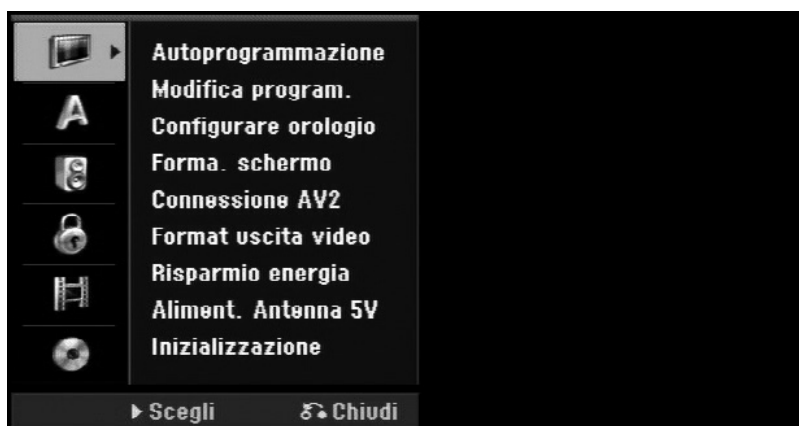 Autoprogrammazione
Modifica program.
Configurare orologio
Forma. schermo
Connessione AV2
Format uscita video
Risparmio energia
Aliment. Antenna 5V
Inizializzazione
Scegli Chiudi